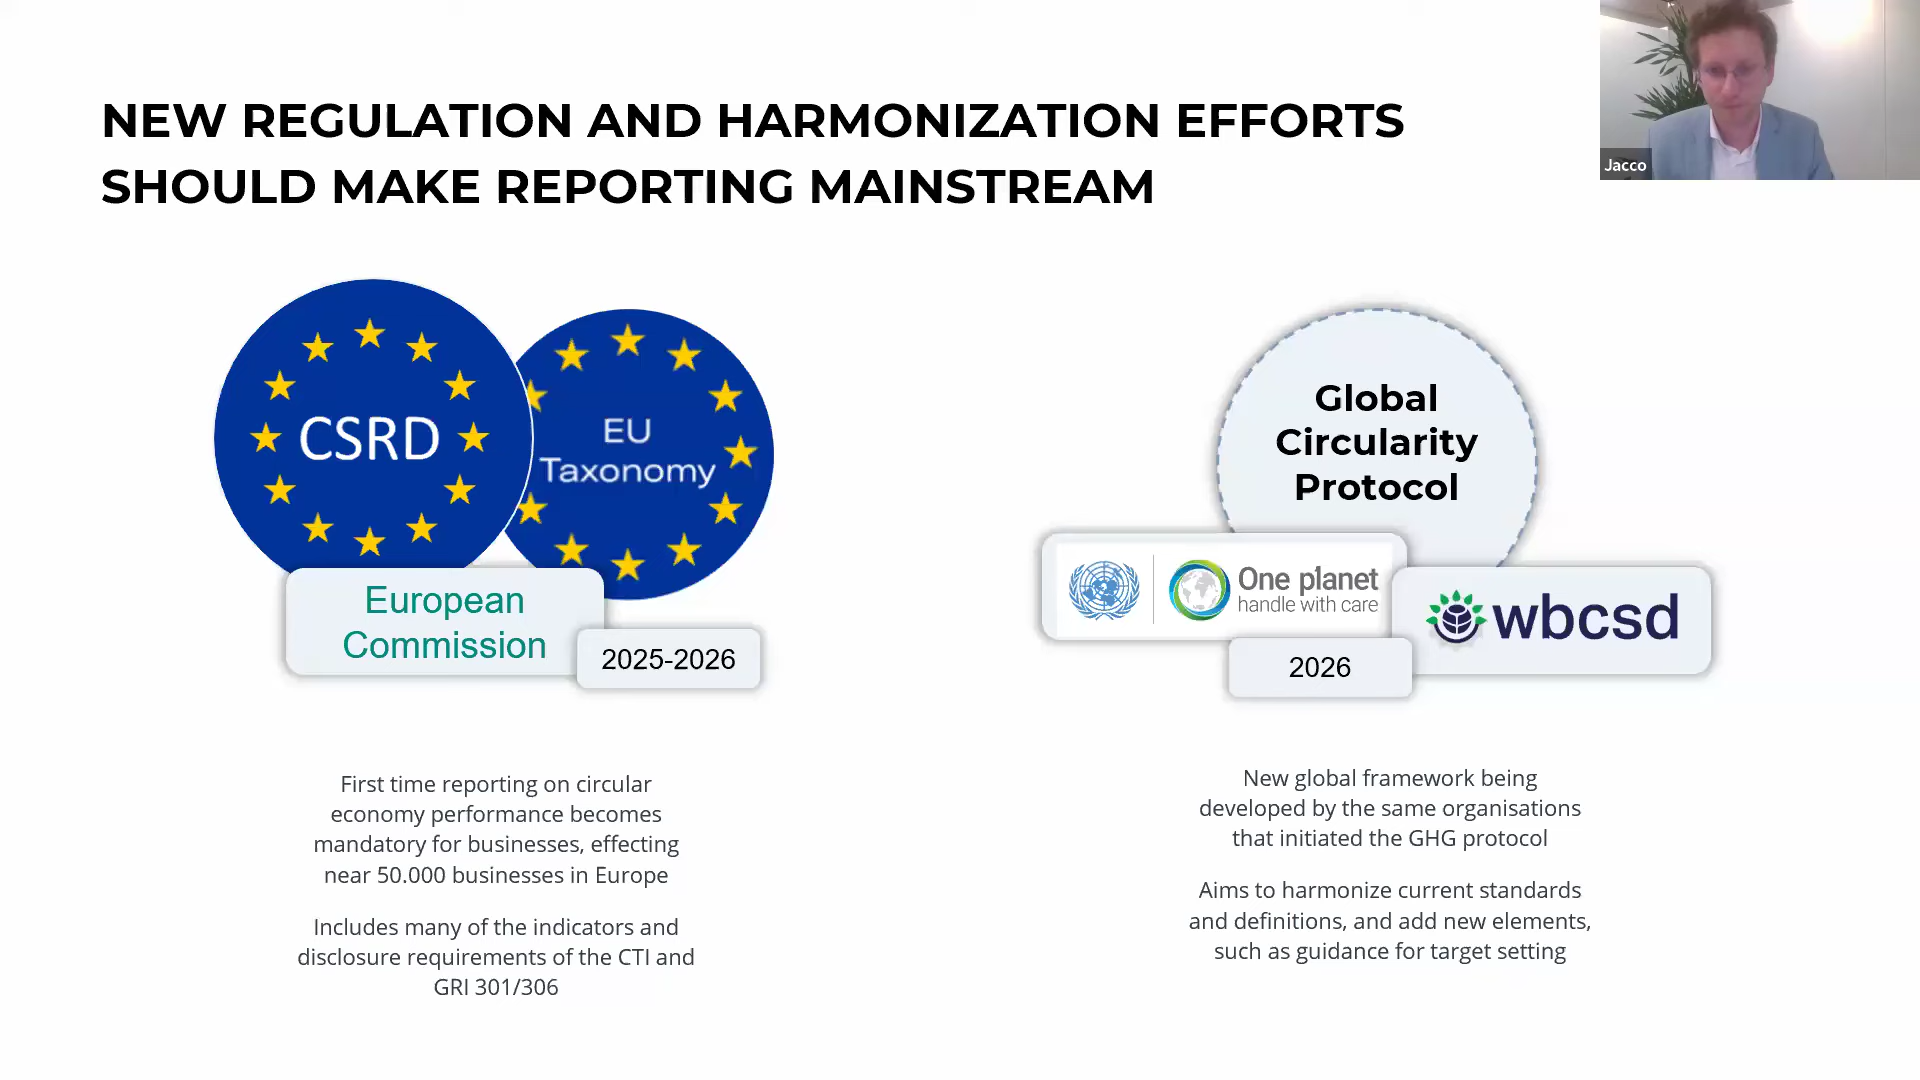 NEW REGULATION AND HARMONIZATION EFFORTS
SHOULD MAKE REPORTING MAINSTREAM
Jacco
CSRD
EU
Taxonomy
European
Commission
2025-2026
First time reporting on circular
economy performance becomes
mandatory for businesses, effecting
near 50.000 businesses in Europe
Includes many of the indicators and
disclosure requirements of the CTI and
GRI 301/306
Global
Circularity
Protocol
One planet
handle with care
wbcsd
2026
New global framework being
developed by the same organisations
that initiated the GHG protocol
Aims to harmonize current standards
and definitions, and add new elements,
such as guidance for target setting